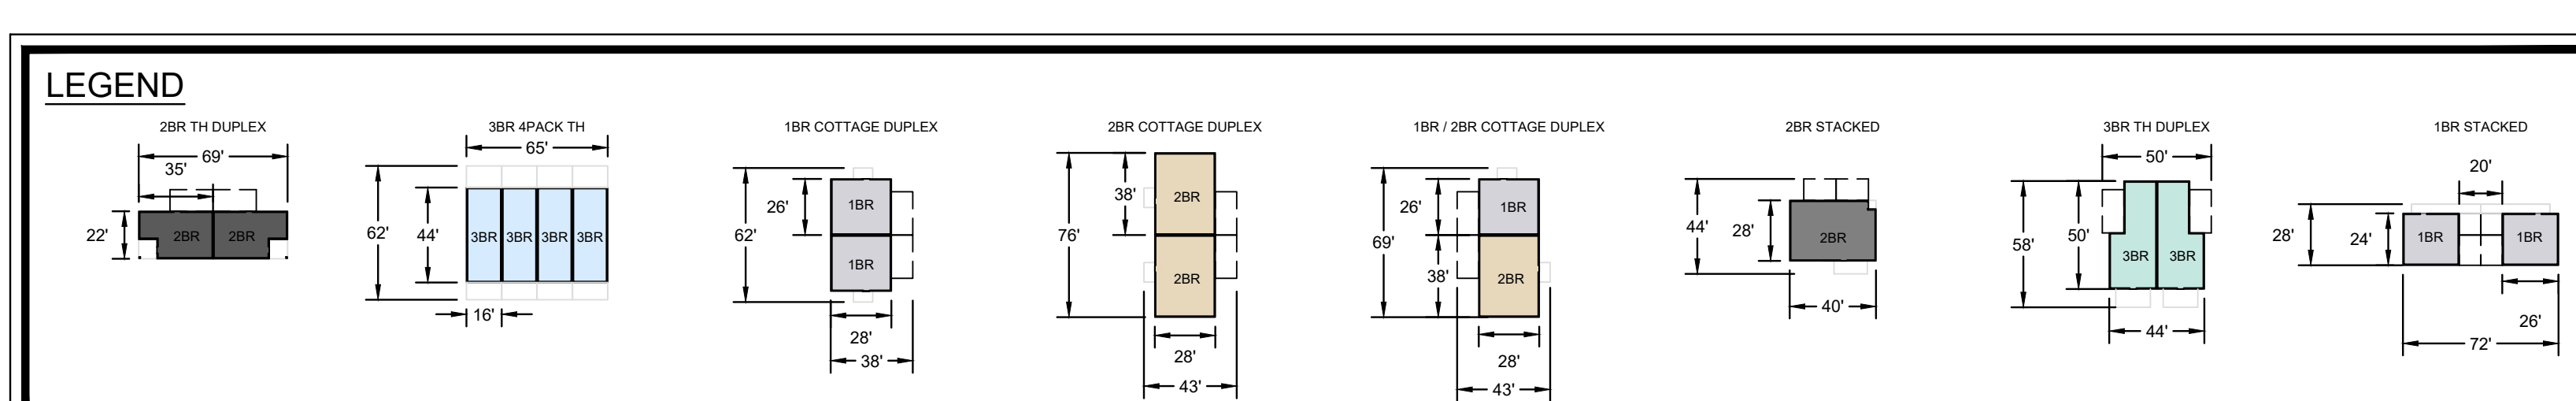 LEGEND
2BR TH DUPLEX
69'
35'
22'
2BR
2BR
3BR 4PACK TH
65'
62'
44'
3BR
3BR
3BR
3BR
16'
1BR COTTAGE DUPLEX
26'
62'
1BR
1BR
28'
38'
2BR COTTAGE DUPLEX
38'
76'
2BR
2BR
28'
43'
1BR / 2BR COTTAGE DUPLEX
26'
69'
38'
1BR
2BR
28'
43'
2BR STACKED
44'
28'
2BR
40'
3BR TH DUPLEX
50'
58'
50'
3BR
3BR
44'
1BR STACKED
20'
28'
24'
1BR
1BR
26'
72'